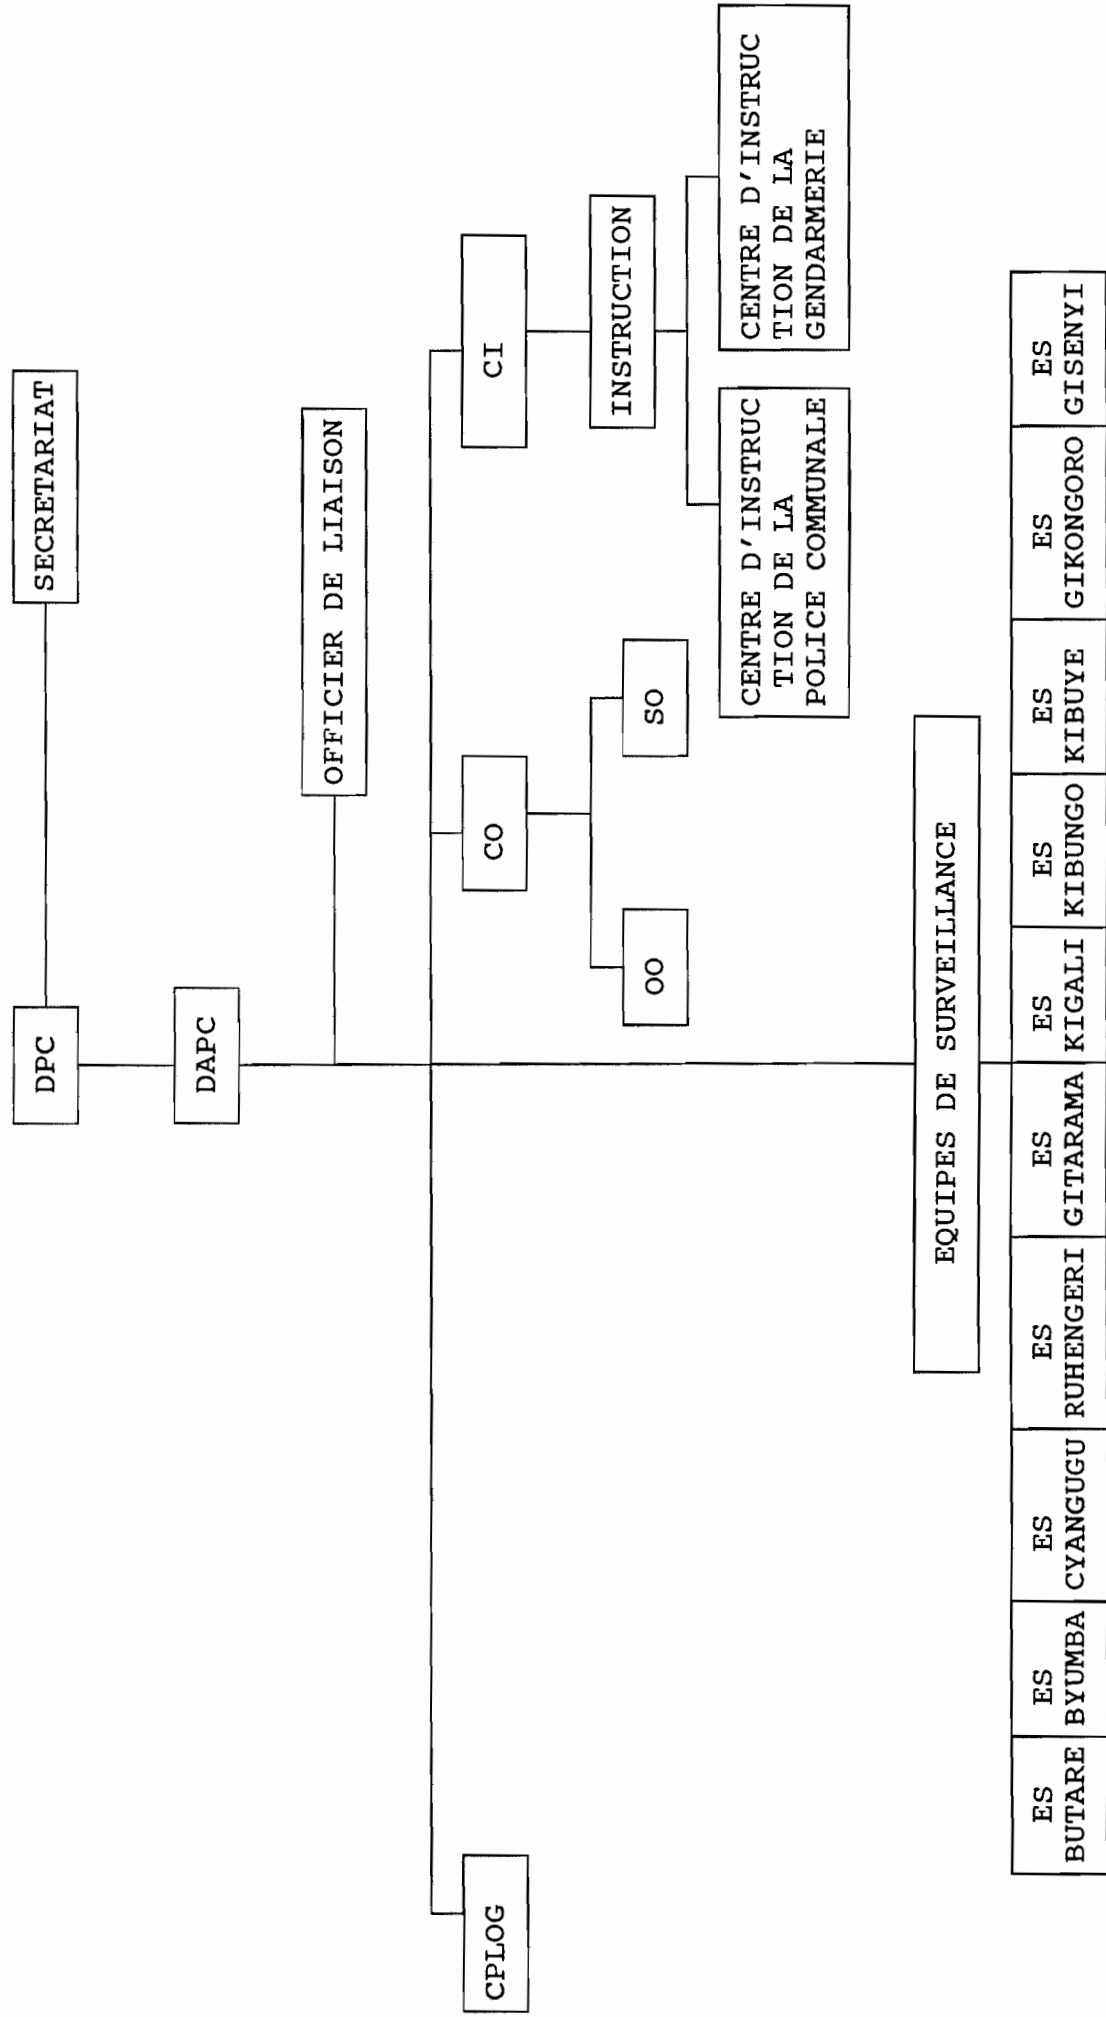 DPC
SECRETARIAT
DAPC
OFFICIER DE LIAISON
CPLOG
CO
CI
INSTRUCTION
OO
SO
CENTRE D'INSTRUC
TION DE LA
POLICE COMMUNALE
CENTRE D'INSTRUC
TION DE LA
GENDARMERIE
EQUIPES DE SURVEILLANCE
ES
BUTARE
ES
BYUMBA
ES
CYANGUGU
ES
RUHENGERI
ES
GITARAMA
ES
KIGALI
ES
KIBUNGO
ES
KIBUYE
ES
GIKONGORO
ES
GISENYI